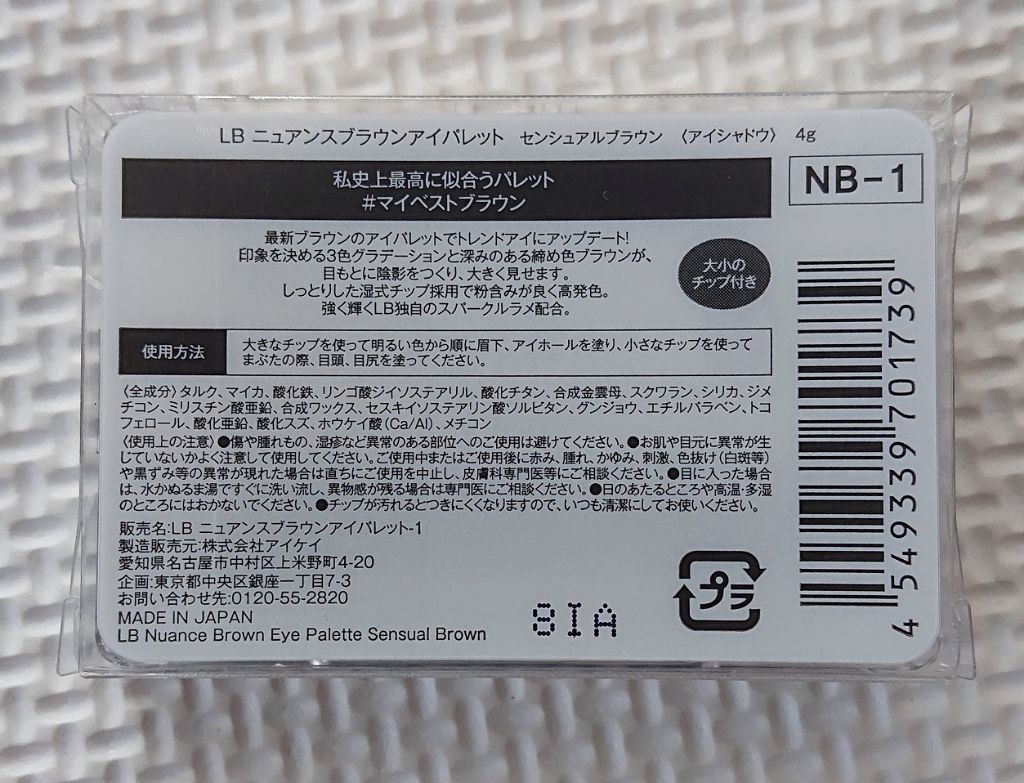 LB ニュアンスブラウンアイパレット センシュアルブラウン 〈アイシャドウ〉 4g
NB-1
私史上最高に似合うパレット
#マイベストブラウン
最新ブラウンのアイパレットでトレンドアイにアップデート!
印象を決める3色グラデーションと深みのある締め色ブラウンが、
目もとに陰影をつくり、大きく見せます。
しっとりした湿式チップ採用で粉含みが良く高発色。
強く輝くLB独自のスパークルラメ配合。
大小の
チップ付き
使用方法
大きなチップを使って明るい色から順に眉下、アイホールを塗り、小さなチップを使って
まぶたの際、目頭、目尻を塗ってください。
〈全成分〉タルク、マイカ、酸化鉄、リンゴ酸ジイソステアリル、酸化チタン、合成金雲母、スクワラン、シリカ、ジメ
チコン、ミリスチン酸亜鉛、合成ワックス、セスキイソステアリン酸ソルビタン、グンジョウ、エチルパラベン、トコ
フェロール、酸化亜鉛、酸化スズ、ホウケイ酸(Ca/Al)、メチコン
〈使用上の注意〉●傷や腫れもの、湿疹など異常のある部位へのご使用は避けてください。●お肌や目元に異常が生
じていないかよく注意して使用してください。ご使用中またはご使用後に赤み、腫れ、かゆみ、刺激、色抜け(白斑等)
や黒ずみ等の異常が現れた場合は直ちにご使用を中止し、皮膚科専門医等にご相談ください。●目に入った場合
は、水かぬるま湯ですぐに洗い流し、異物感が残る場合は専門医にご相談ください。●日のあたるところや高温・多湿
のところにはおかないでください。●チップが汚れるとつきにくくなりますので、いつも清潔にしてお使いください。
販売名:LB ニュアンスブラウンアイパレット-1
製造販売元:株式会社アイケイ
愛知県名古屋市中村区上米野町4-20
企画:東京都中央区銀座一丁目7-3
お問い合わせ先:0120-55-2820
MADE IN JAPAN
LB Nuance Brown Eye Palette Sensual Brown
8IA
プラ
4 549339 701739